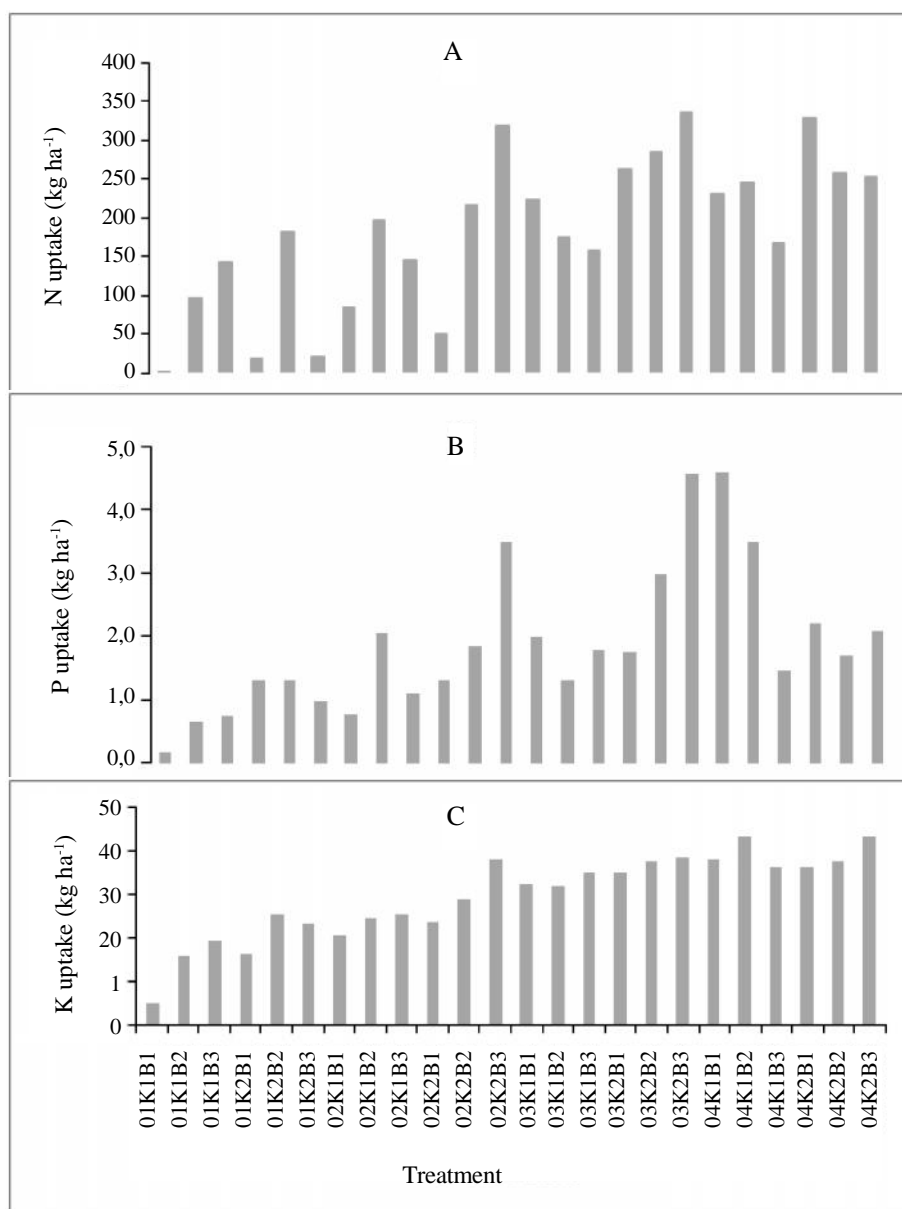 A
N uptake (kg ha-1)
400
350
300
250
200
150
100
50
0
B
P uptake (kg ha-1)
5,0
4,0
3,0
2,0
1,0
0,0
C
K uptake (kg ha-1)
50
40
30
20
1
0
01K1B1
01K1B2
01K1B3
01K2B1
01K2B2
01K2B3
02K1B1
02K1B2
02K1B3
02K2B1
02K2B2
02K2B3
03K1B1
03K1B2
03K1B3
03K2B1
03K2B2
03K2B3
04K1B1
04K1B2
04K1B3
04K2B1
04K2B2
04K2B3
Treatment